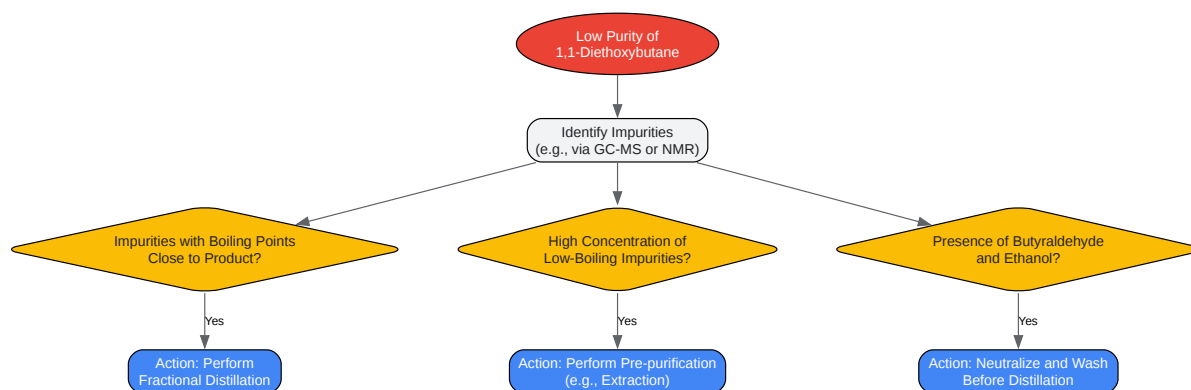 Low Purity of
1,1-Diethoxybutane
Identify Impurities
(e.g., via GC-MS or NMR)
Impurities with Boiling Points
Close to Product?
High Concentration of
Low-Boiling Impurities?
Presence of Butyraldehyde
and Ethanol?
Yes
Yes
Yes
Action: Perform
Fractional Distillation
Action: Perform Pre-purification
(e.g., Extraction)
Action: Neutralize and Wash
Before Distillation